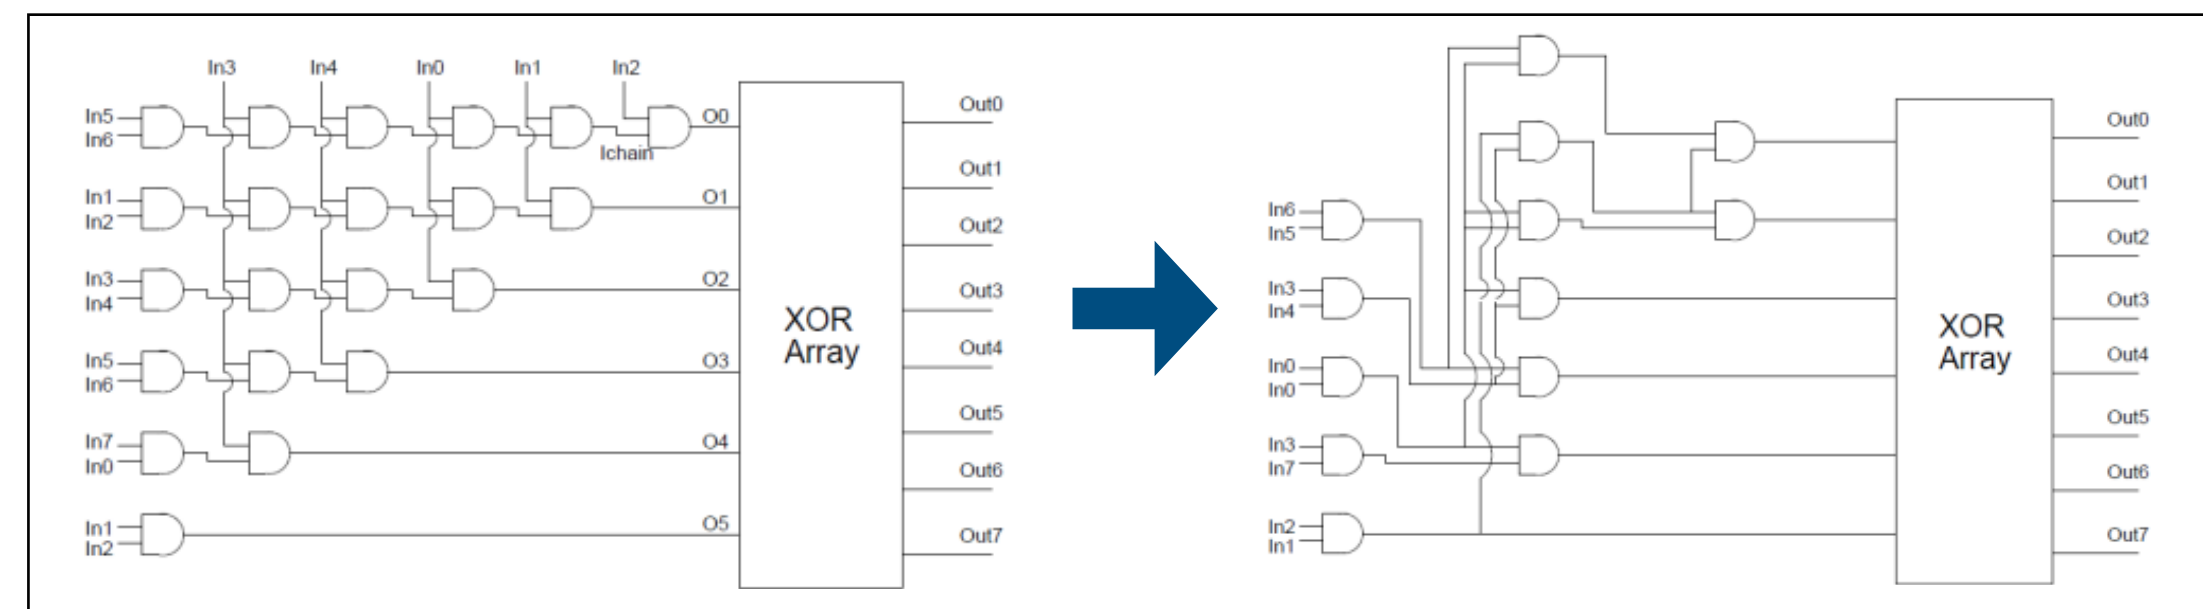 In3 In4 In0 In1 In2
In5
In6
O0
Ichain
In1
In2
O1
In3
In4
O2
In5
In6
O3
In7
In0
O4
In1
In2
O5
XOR
Array
Out0
Out1
Out2
Out3
Out4
Out5
Out6
Out7
In6
In5
In3
In4
In0
In0
In3
In7
In2
In1
XOR
Array
Out0
Out1
Out2
Out3
Out4
Out5
Out6
Out7